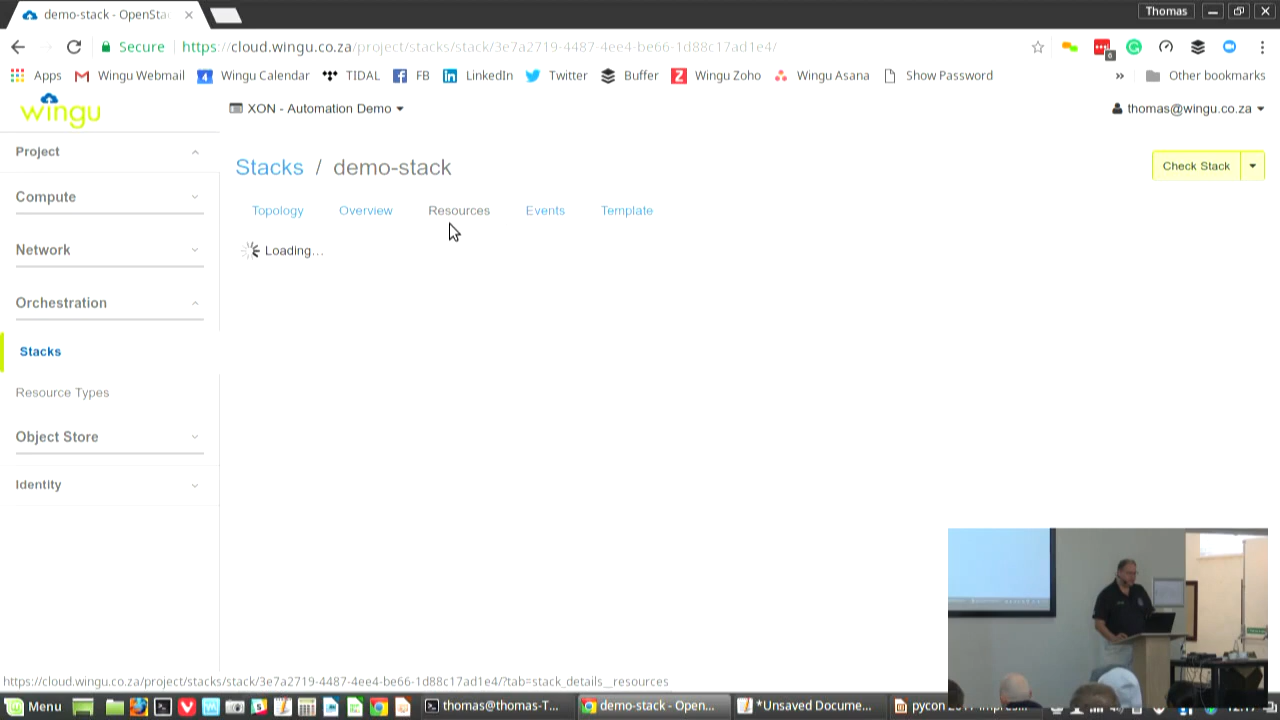 demo-stack - OpenSta
Thomas
Secure
https://cloud.wingu.co.za/project/stacks/stack/3e7a2719-4487-4ee4-be66-1d88c17ad1e4/
6
Apps
Wingu Webmail
4
Wingu Calendar
TIDAL
FB
LinkedIn
Twitter
Buffer
Wingu Zoho
Wingu Asana
Show Password
»
Other bookmarks
wingu
XON - Automation Demo
thomas@wingu.co.za
Project
Stacks / demo-stack
Check Stack
Compute
Topology
Overview
Resources
Events
Template
Network
Loading...
Orchestration
Stacks
Resource Types
Object Store
Identity
https://cloud.wingu.co.za/project/stacks/stack/3e7a2719-4487-4ee4-be66-1d88c17ad1e4/?tab=stack_details__resources
Menu
thomas@thomas-T...
demo-stack - Open...
*Unsaved Docume...